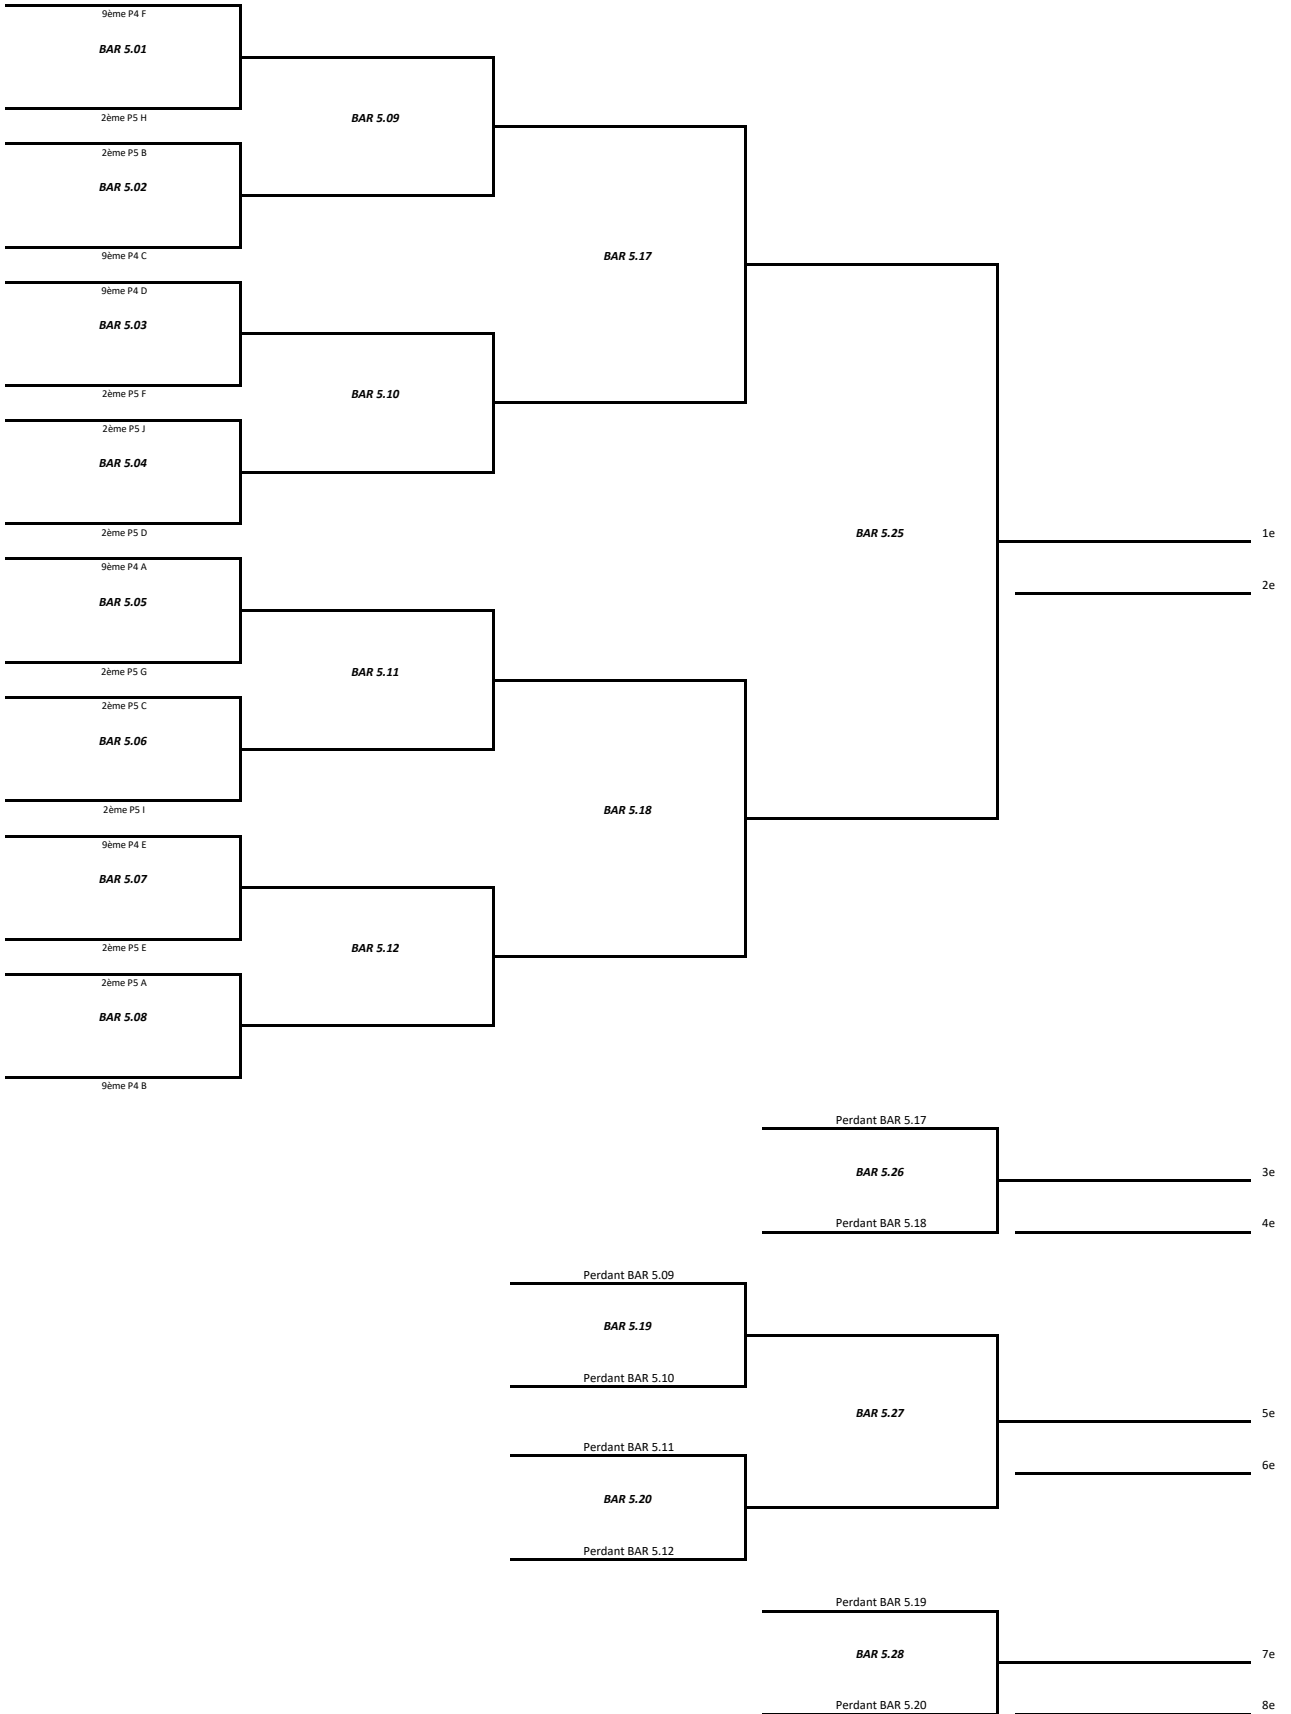 9ème P4 F
BAR 5.01
2ème P5 H
BAR 5.09
2ème P5 B
BAR 5.02
9ème P4 C
BAR 5.17
9ème P4 D
BAR 5.03
2ème P5 F
BAR 5.10
2ème P5 J
BAR 5.04
2ème P5 D
BAR 5.25
1e
9ème P4 A
2e
BAR 5.05
2ème P5 G
BAR 5.11
2ème P5 C
BAR 5.06
2ème P5 I
BAR 5.18
9ème P4 E
BAR 5.07
2ème P5 E
BAR 5.12
2ème P5 A
BAR 5.08
9ème P4 B
Perdant BAR 5.17
BAR 5.26
3e
Perdant BAR 5.18
4e
Perdant BAR 5.09
BAR 5.19
Perdant BAR 5.10
BAR 5.27
5e
Perdant BAR 5.11
6e
BAR 5.20
Perdant BAR 5.12
Perdant BAR 5.19
BAR 5.28
7e
Perdant BAR 5.20
8e